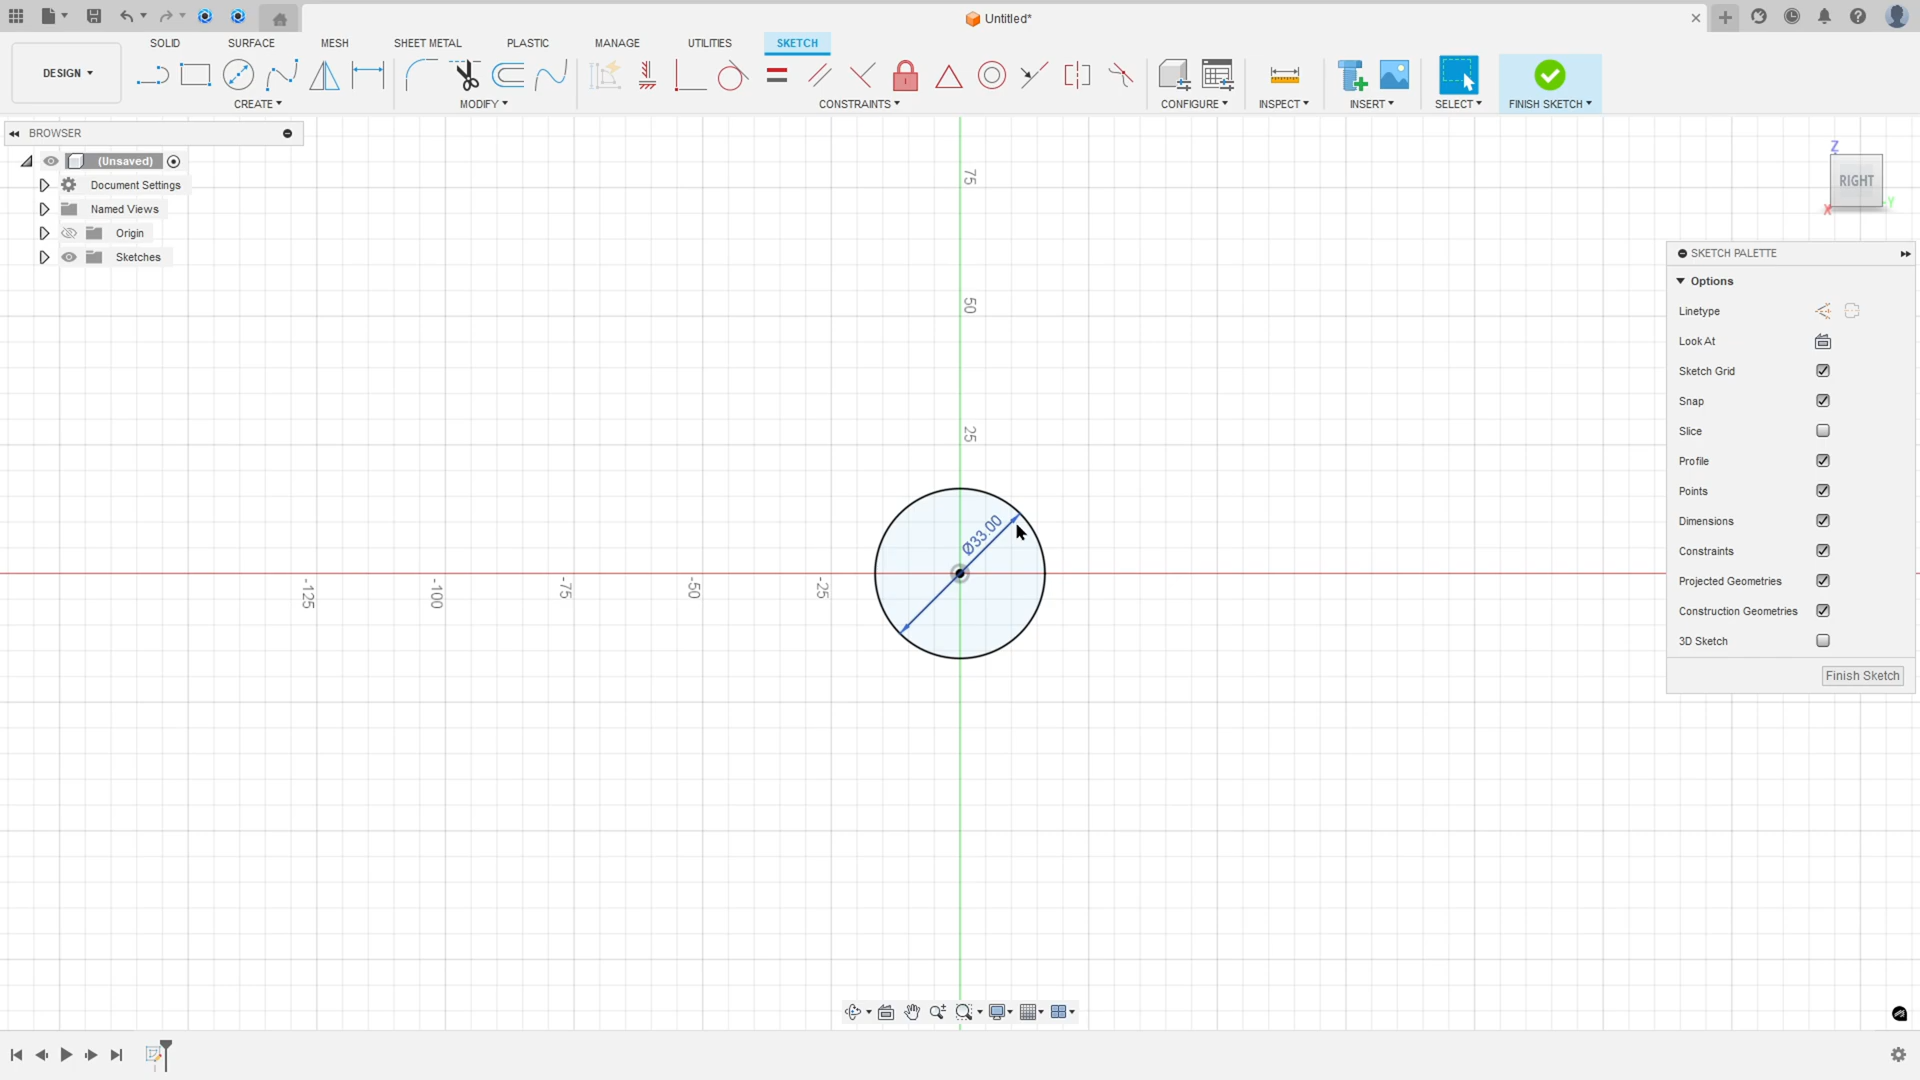 Untitled*
SOLID SURFACE MESH SHEET METAL PLASTIC MANAGE UTILITIES SKETCH
DESIGN
CREATE MODIFY CONSTRAINTS CONFIGURE INSPECT INSERT SELECT FINISH SKETCH
BROWSER
(Unsaved)
Document Settings
Named Views
Origin
Sketches
Z
RIGHT
X
Y
SKETCH PALETTE
Options
Linetype
Look At
Sketch Grid
Snap
Slice
Profile
Points
Dimensions
Constraints
Projected Geometries
Construction Geometries
3D Sketch
Finish Sketch
75
50
25
Ø33.00
-125
-100
-75
-50
-25